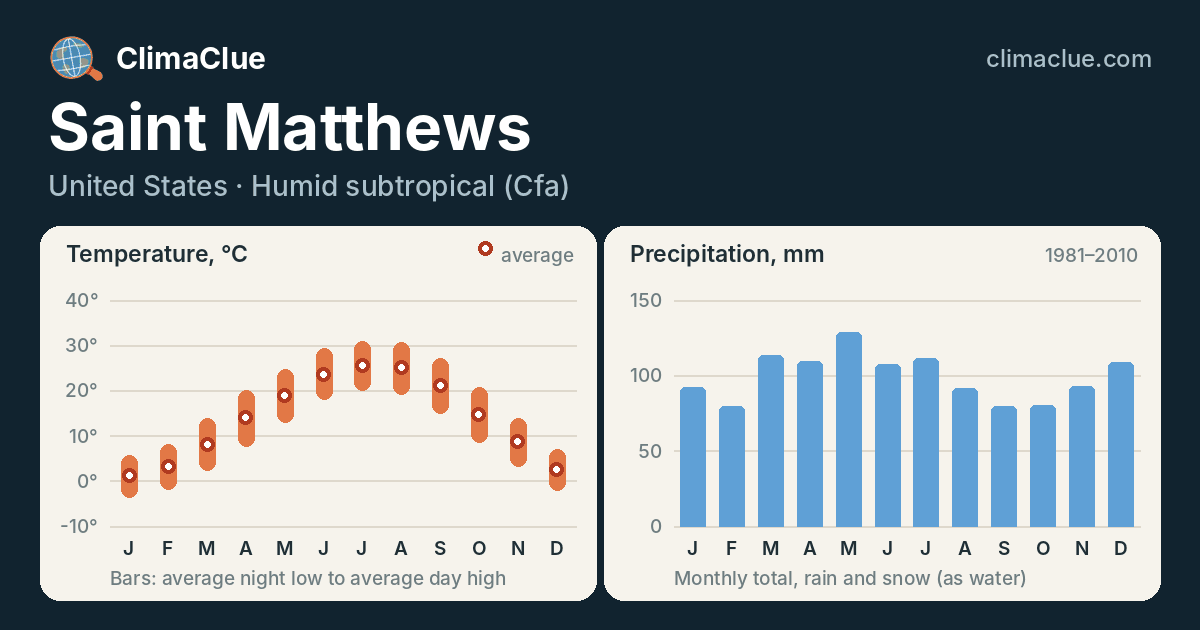 ClimaClue
climaclue.com
Saint Matthews
United States · Humid subtropical (Cfa)
Temperature, °C
average
40°
30°
20°
10°
0°
-10°
J F M A M J J A S O N D
Bars: average night low to average day high
Precipitation, mm
1981–2010
150
100
50
0
J F M A M J J A S O N D
Monthly total, rain and snow (as water)